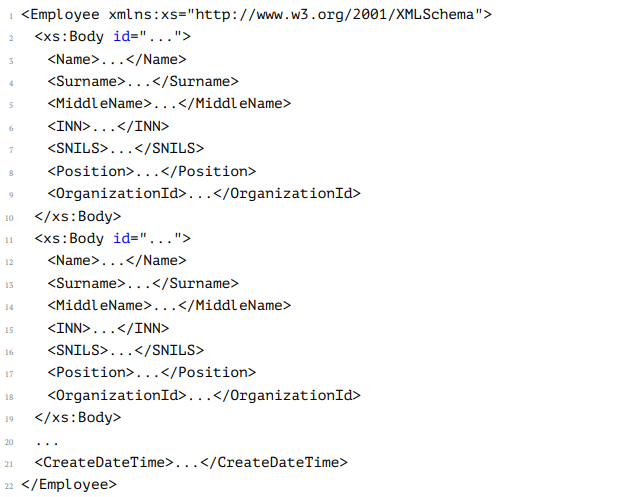 1 <Employee xmlns:xs="http://www.w3.org/2001/XMLSchema">
2 <xs:Body id="...">
3 <Name>...</Name>
4 <Surname>...</Surname>
5 <MiddleName>...</MiddleName>
6 <INN>...</INN>
7 <SNILS>...</SNILS>
8 <Position>...</Position>
9 <OrganizationId>...</OrganizationId>
10 </xs:Body>
11 <xs:Body id="...">
12 <Name>...</Name>
13 <Surname>...</Surname>
14 <MiddleName>...</MiddleName>
15 <INN>...</INN>
16 <SNILS>...</SNILS>
17 <Position>...</Position>
18 <OrganizationId>...</OrganizationId>
19 </xs:Body>
20 ...
21 <CreateDateTime>...</CreateDateTime>
22 </Employee>